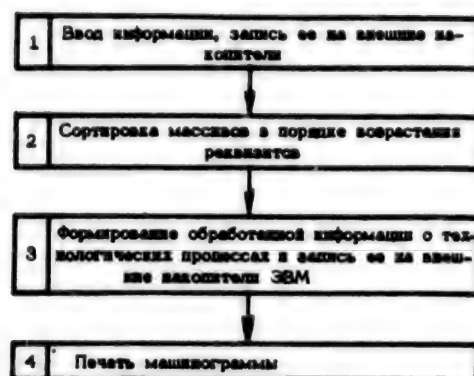 1 Ввод информации, запись ее на внешние на-
копители
2 Сортировка массивов в порядке возрастания
реквизитов
3 Формирование обработанной информации о тех-
нологических процессах и запись ее на внеш-
ние накопители ЭВМ
4 Печать машинограммы